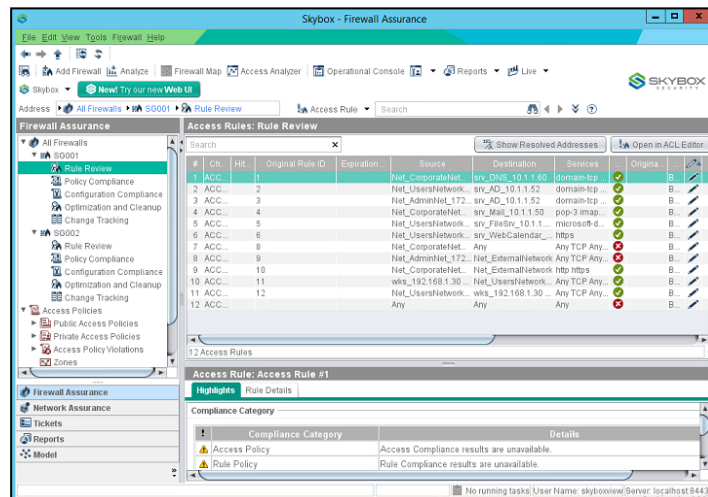 Skybox - Firewall Assurance
File Edit View Tools Firewall Help
Add Firewall Analyze Firewall Map Access Analyzer Operational Console Reports Live
Skybox New! Try our new Web UI SKYBOX SECURITY
Address All Firewalls SG001 Rule Review Access Rule Search
Firewall Assurance
All Firewalls
SG001
Rule Review
Policy Compliance
Configuration Compliance
Optimization and Cleanup
Change Tracking
SG002
Rule Review
Policy Compliance
Configuration Compliance
Optimization and Cleanup
Change Tracking
Access Policies
Public Access Policies
Private Access Policies
Access Policy Violations
Zones
Firewall Assurance
Network Assurance
Tickets
Reports
Model
Access Rules: Rule Review
Search Show Resolved Addresses Open in ACL Editor
# Ch... Hit... Original Rule ID Expiration... Source Destination Services ... Origina... ...
1 ACC... 1 Net_CorporateNet... srv_DNS_10.1.1.60 domain-tcp ... B...
2 ACC... 2 Net_UsersNetwork... srv_AD_10.1.1.52 domain-tcp ... B...
3 ACC... 3 Net_AdminNet_172... srv_AD_10.1.1.52 domain-tcp ... B...
4 ACC... 4 Net_CorporateNet... srv_Mail_10.1.1.50 pop-3 imap... B...
5 ACC... 5 Net_UsersNetwork... srv_FileSrv_10.1.1... microsoft-d... B...
6 ACC... 6 Net_UsersNetwork... srv_WebCalendar_... https B...
7 ACC... 8 Net_CorporateNet... Any Any TCP Any... B...
8 ACC... 9 Net_AdminNet_172... Net_ExternalNetwork Any TCP Any... B...
9 ACC... 10 Net_CorporateNet... Net_ExternalNetwork http https B...
10 ACC... 11 wks_192.168.1.30 ... Net_UsersNetwork... Any TCP Any... B...
11 ACC... 12 Net_UsersNetwork... wks_192.168.1.30 ... Any TCP Any... B...
12 ACC... Any Any Any TCP Any... B...
12 Access Rules
Access Rule: Access Rule #1
Highlights Rule Details
Compliance Category
! Compliance Category Details
Access Policy Access Compliance results are unavailable.
Rule Policy Rule Compliance results are unavailable.
No running tasks User Name: skyboxview Server: localhost:8443